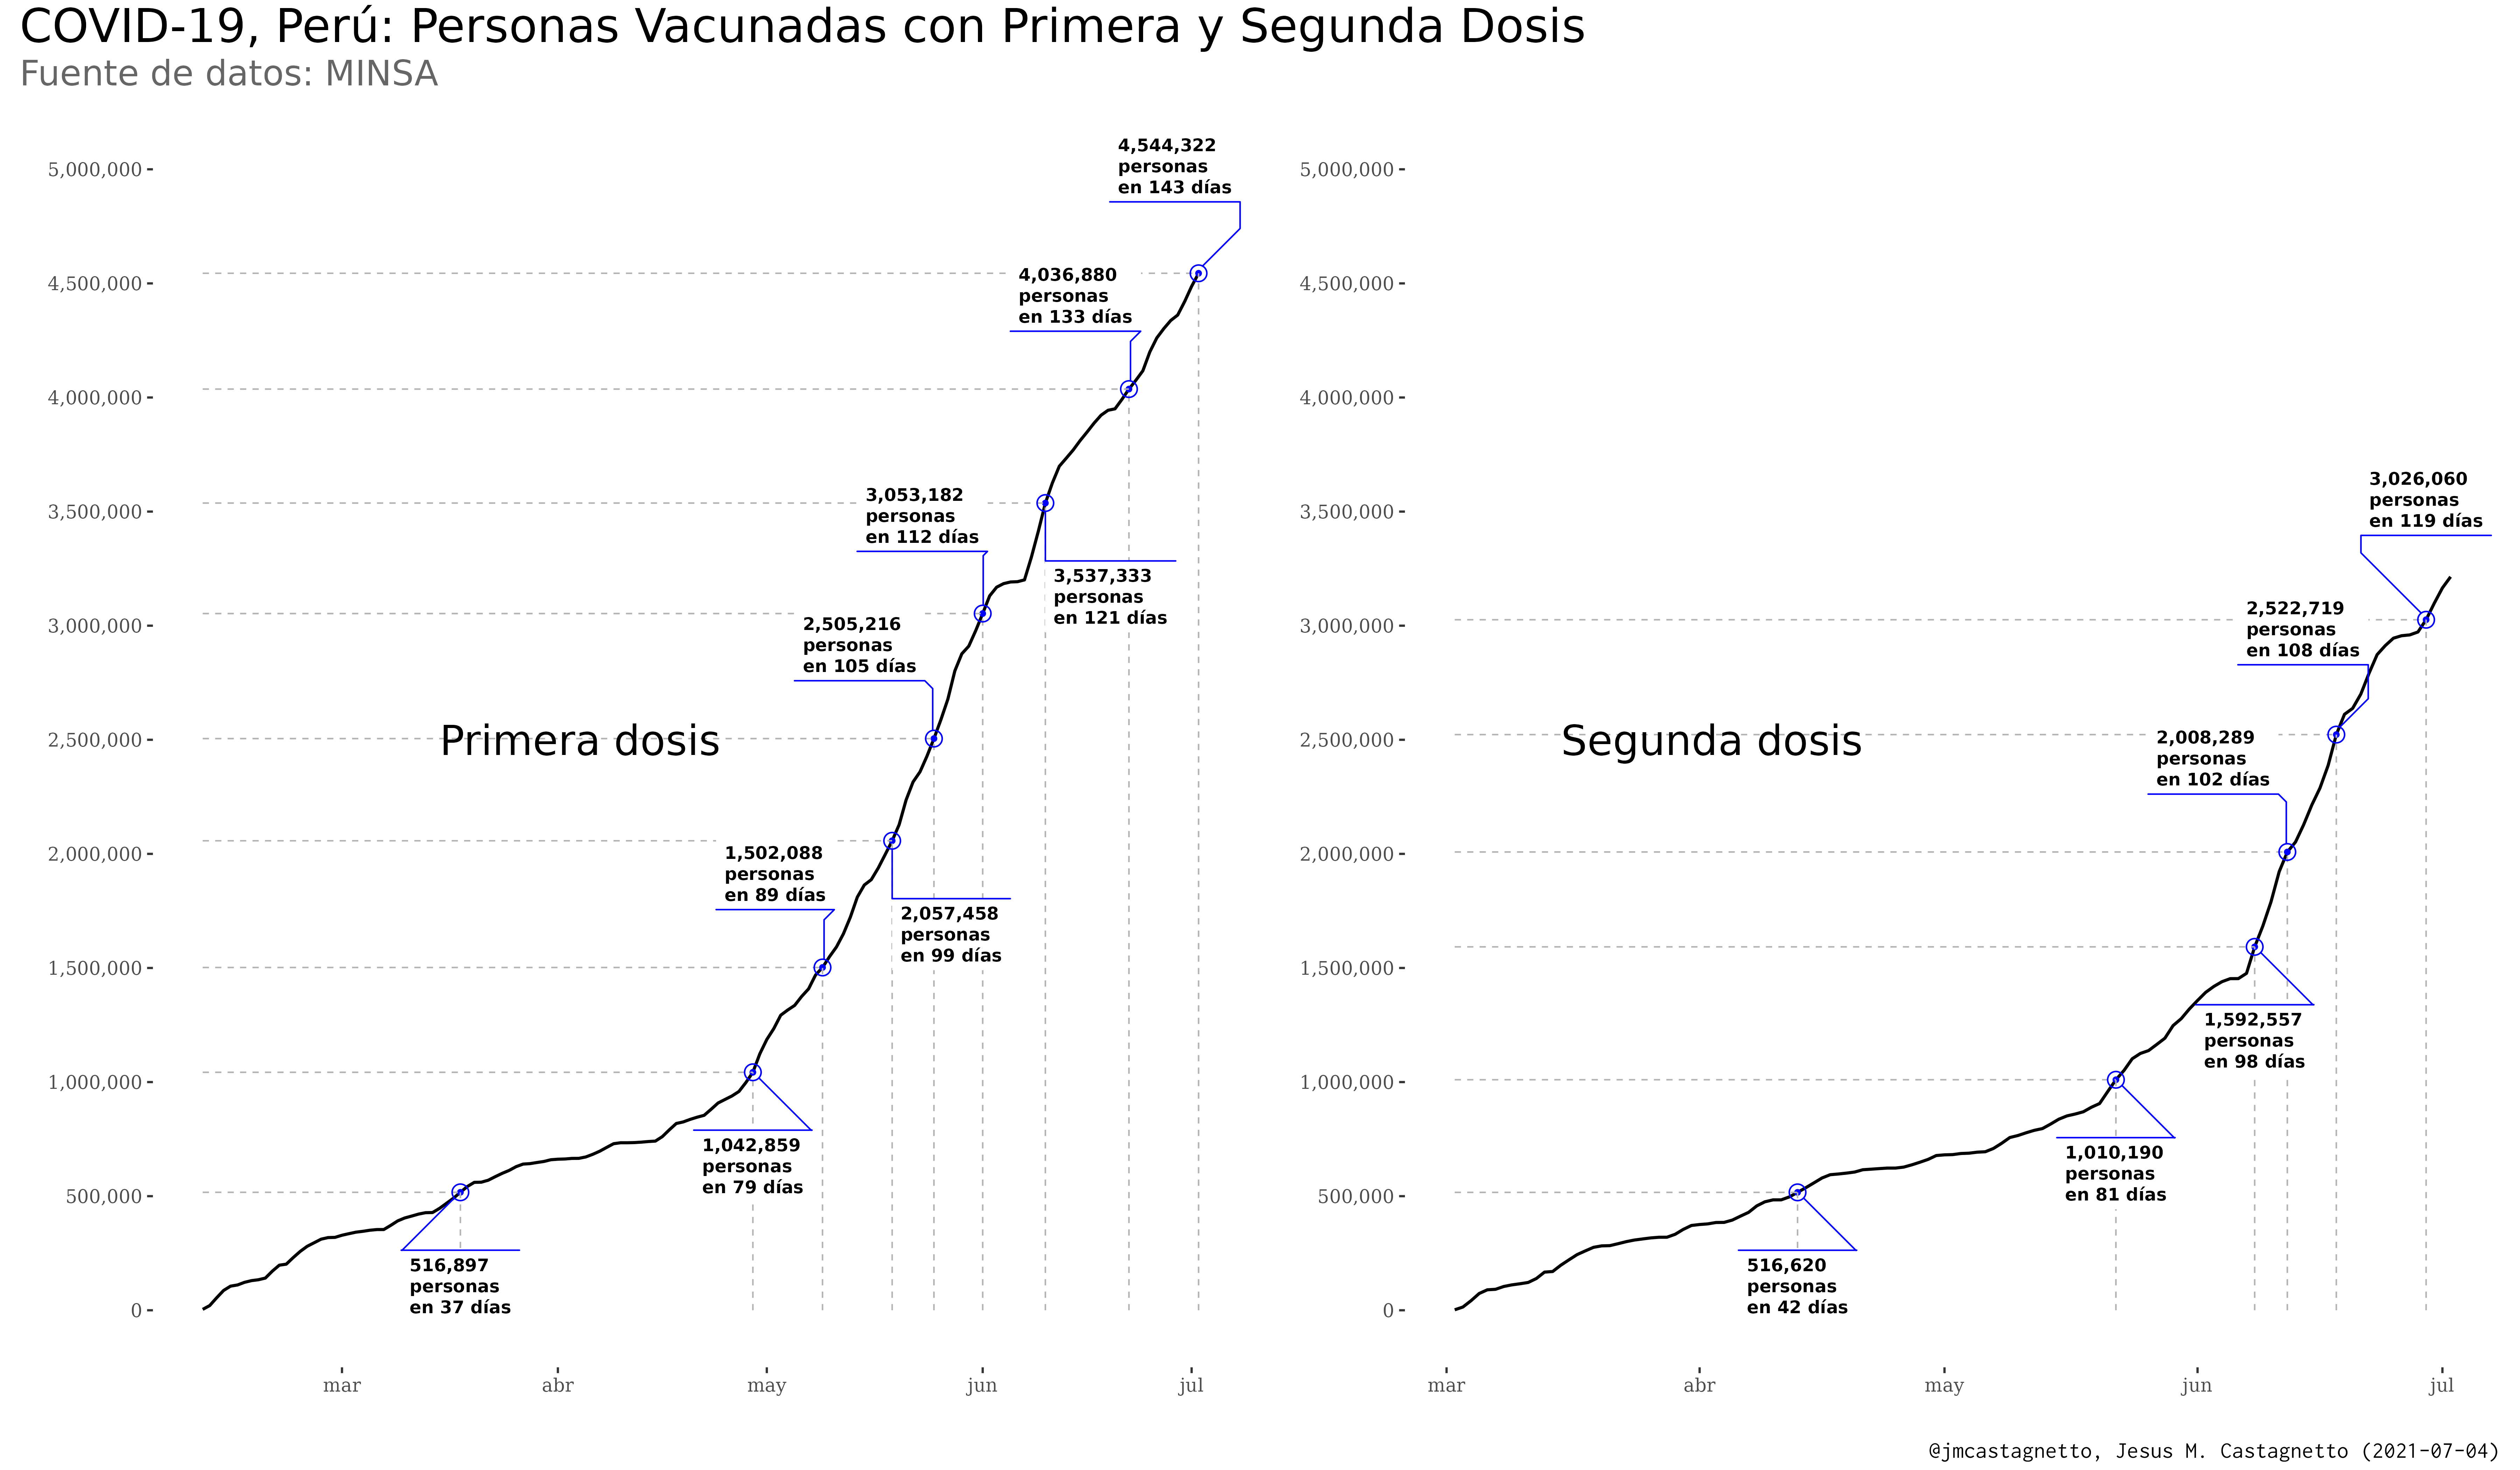 COVID-19, Perú: Personas Vacunadas con Primera y Segunda Dosis
Fuente de datos: MINSA
5,000,000
4,500,000
4,000,000
3,500,000
3,000,000
2,500,000
2,000,000
1,500,000
1,000,000
500,000
0
mar
abr
may
jun
jul
Primera dosis
516,897
personas
en 37 días
1,042,859
personas
en 79 días
1,502,088
personas
en 89 días
2,057,458
personas
en 99 días
2,505,216
personas
en 105 días
3,053,182
personas
en 112 días
3,537,333
personas
en 121 días
4,036,880
personas
en 133 días
4,544,322
personas
en 143 días
5,000,000
4,500,000
4,000,000
3,500,000
3,000,000
2,500,000
2,000,000
1,500,000
1,000,000
500,000
0
mar
abr
may
jun
jul
Segunda dosis
516,620
personas
en 42 días
1,010,190
personas
en 81 días
1,592,557
personas
en 98 días
2,008,289
personas
en 102 días
2,522,719
personas
en 108 días
3,026,060
personas
en 119 días
@jmcastagnetto, Jesus M. Castagnetto (2021-07-04)